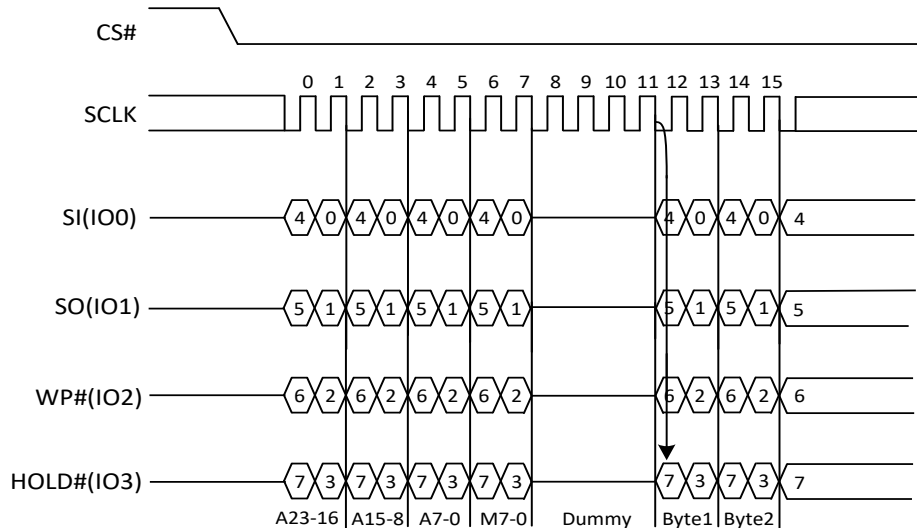 CS#
0 1 2 3 4 5 6 7 8 9 10 11 12 13 14 15
SCLK
SI(IO0) 4 0 4 0 4 0 4 0 4 0 4 0 4
SO(IO1) 5 1 5 1 5 1 5 1 5 1 5 1 5
WP#(IO2) 6 2 6 2 6 2 6 2 6 2 6 2 6
HOLD#(IO3) 7 3 7 3 7 3 7 3 7 3 7 3 7
A23-16 A15-8 A7-0 M7-0 Dummy Byte1 Byte2